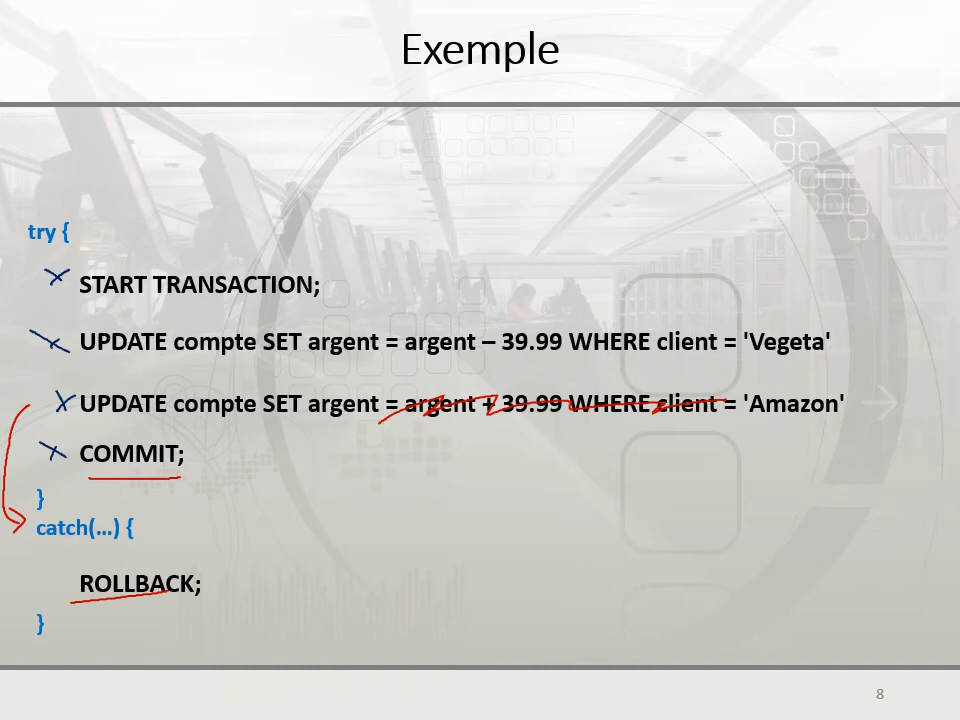 Exemple
try {
START TRANSACTION;
UPDATE compte SET argent = argent – 39.99 WHERE client = 'Vegeta'
UPDATE compte SET argent = argent + 39.99 WHERE client = 'Amazon'
COMMIT;
}
catch(…) {
ROLLBACK;
}
8